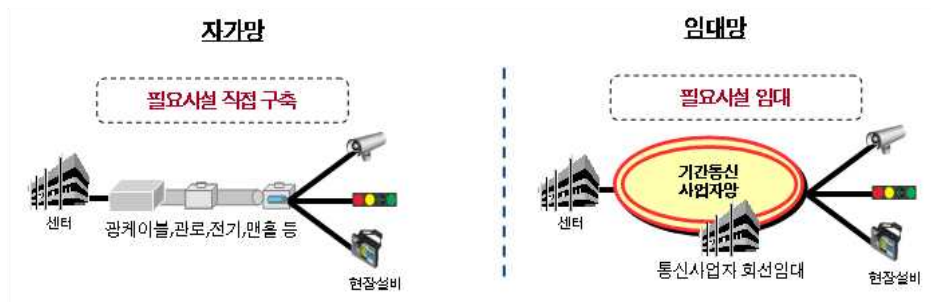 자가망
필요시설 직접 구축
센터
광케이블,관로,전기,맨홀 등
현장설비
임대망
필요시설 임대
기간통신
사업자망
센터
통신사업자 회선임대
현장설비